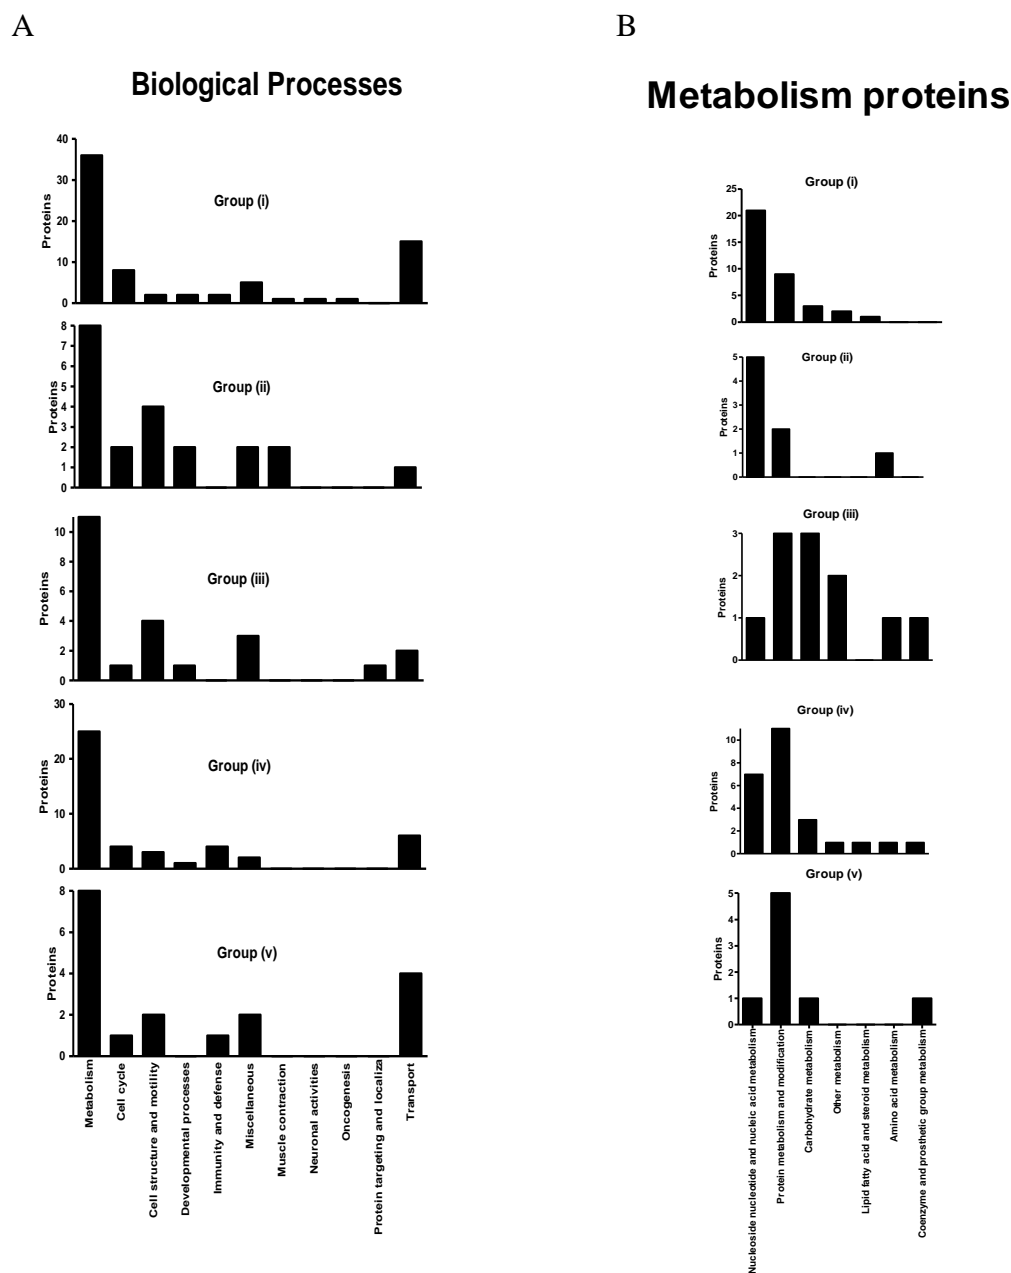 A
B
Biological Processes
Metabolism proteins
40
30
20
10
0
Proteins
Group (i)
8
7
6
5
4
3
2
1
0
Proteins
Group (ii)
10
8
6
4
2
0
Proteins
Group (iii)
30
20
10
0
Proteins
Group (iv)
8
6
4
2
0
Proteins
Group (v)
Metabolism
Cell cycle
Cell structure and motility
Developmental processes
Immunity and defense
Miscellaneous
Muscle contraction
Neuronal activities
Oncogenesis
Protein targeting and localiza
Transport
Group (i)
25
20
15
10
5
0
Proteins
Group (ii)
5
4
3
2
1
0
Proteins
Group (iii)
3
2
1
0
Proteins
Group (iv)
10
8
6
4
2
0
Proteins
Group (v)
5
4
3
2
1
0
Proteins
Nucleoside nucleotide and nucleic acid metabolism
Protein metabolism and modification
Carbohydrate metabolism
Other metabolism
Lipid fatty acid and steroid metabolism
Amino acid metabolism
Coenzyme and prosthetic group metabolism